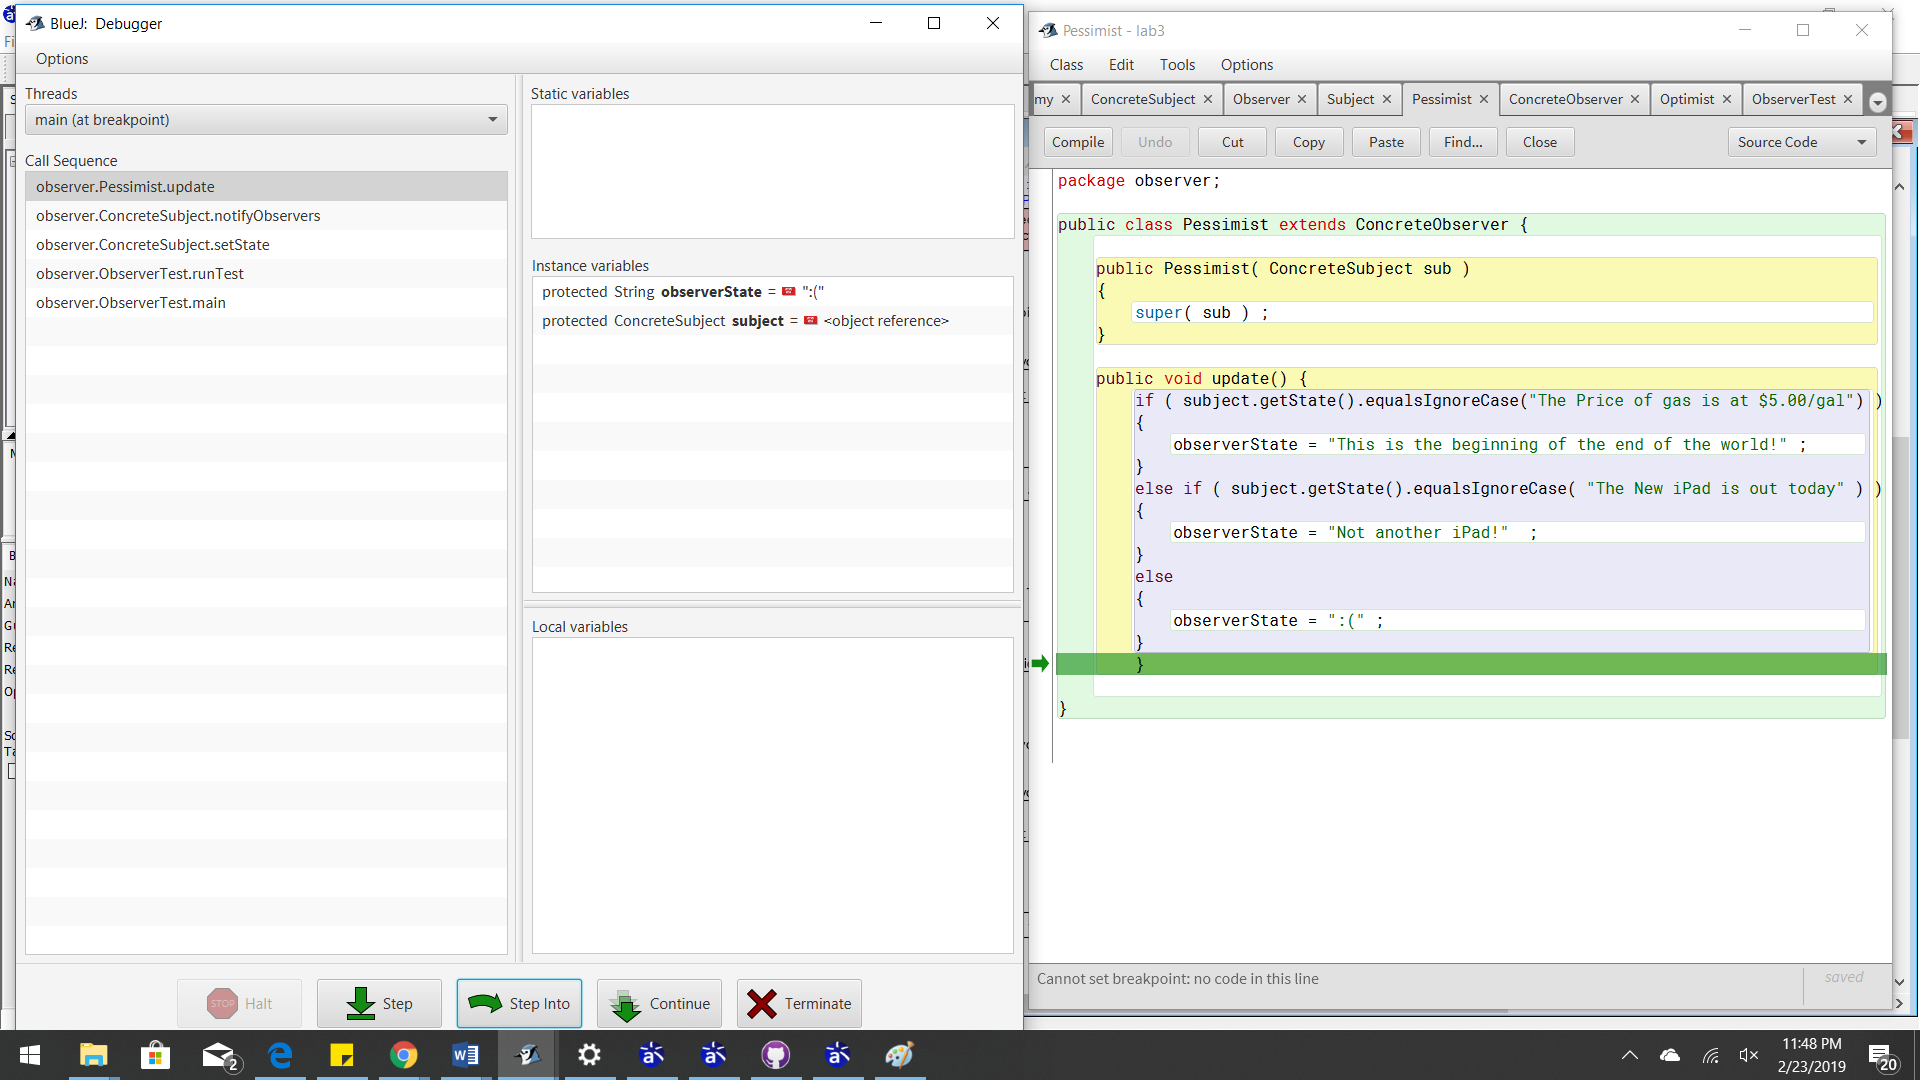 BlueJ: Debugger
Options
Threads
main (at breakpoint)
Call Sequence
observer.Pessimist.update
observer.ConcreteSubject.notifyObservers
observer.ConcreteSubject.setState
observer.ObserverTest.runTest
observer.ObserverTest.main
Static variables
Instance variables
protected String observerState = ":("
protected ConcreteSubject subject = <object reference>
Local variables
STOP Halt
Step
Step Into
Continue
Terminate
Pessimist - lab3
Class Edit Tools Options
my ConcreteSubject Observer Subject Pessimist ConcreteObserver Optimist ObserverTest
Compile Undo Cut Copy Paste Find... Close Source Code
package observer;
public class Pessimist extends ConcreteObserver {
public Pessimist( ConcreteSubject sub )
{
super( sub ) ;
}
public void update() {
if ( subject.getState().equalsIgnoreCase("The Price of gas is at $5.00/gal") )
{
observerState = "This is the beginning of the end of the world!" ;
}
else if ( subject.getState().equalsIgnoreCase( "The New iPad is out today" ) )
{
observerState = "Not another iPad!"  ;
}
else
{
observerState = ":(" ;
}
}
}
Cannot set breakpoint: no code in this line
saved
2
11:48 PM
2/23/2019
20